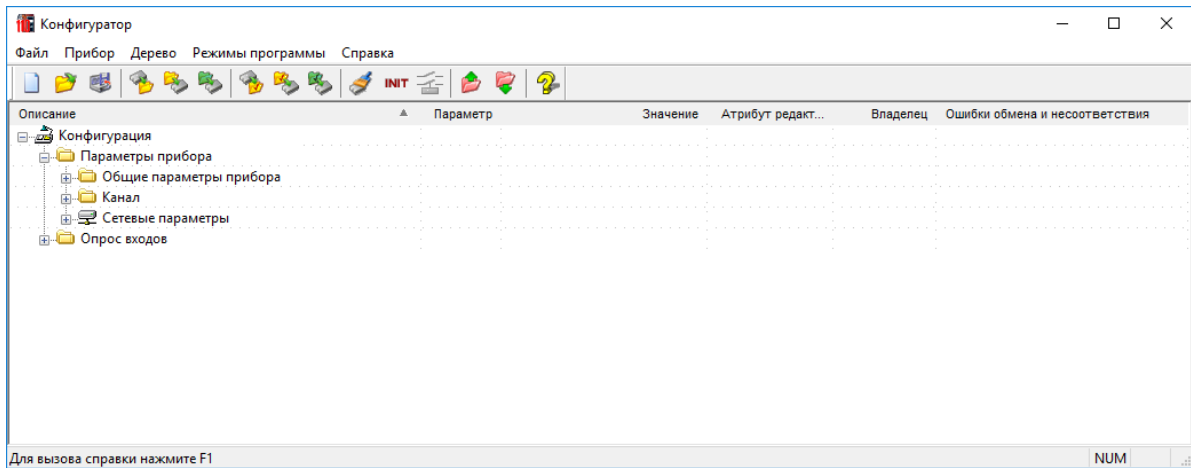 Конфигуратор
Файл Прибор Дерево Режимы программы Справка
INIT
Описание Параметр Значение Атрибут редакт... Владелец Ошибки обмена и несоответствия
Конфигурация
Параметры прибора
Общие параметры прибора
Канал
Сетевые параметры
Опрос входов
Для вызова справки нажмите F1 NUM